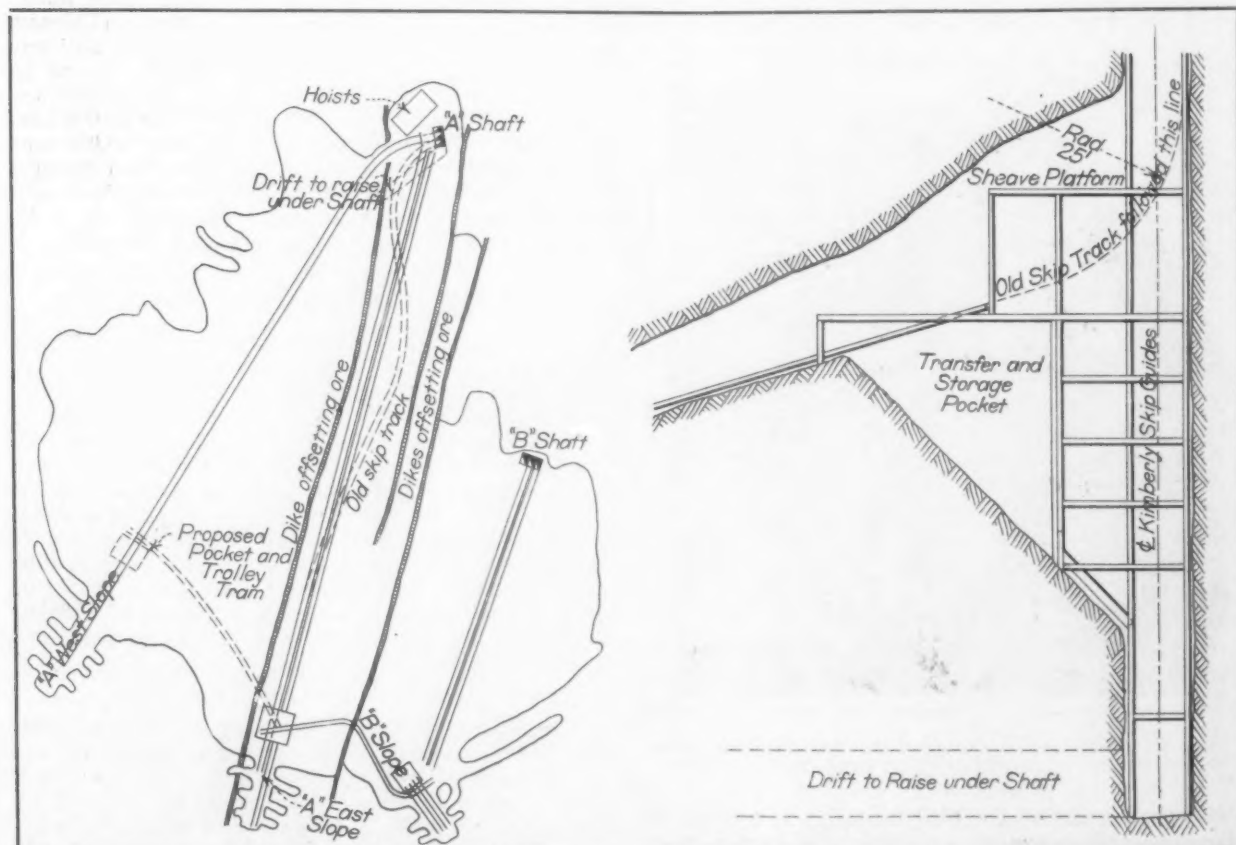 Hoists
"A" Shaft
Drift to raise
under Shaft
Dike offsetting ore
Old skip track
Dikes offsetting ore
"B" Shaft
Proposed
Pocket and
Trolley
Tram
"A" West Slope
"B" Slope
"A" East
Slope
Rad.
25'
Sheave Platform
Old Skip Track followed this line
Transfer and
Storage
Pocket
℄ Kimberly Skip Guides
Drift to Raise under Shaft